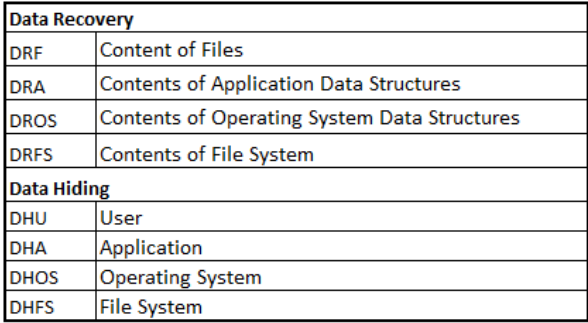 Data Recovery
DRF Content of Files
DRA Contents of Application Data Structures
DROS Contents of Operating System Data Structures
DRFS Contents of File System
Data Hiding
DHU User
DHA Application
DHOS Operating System
DHFS File System